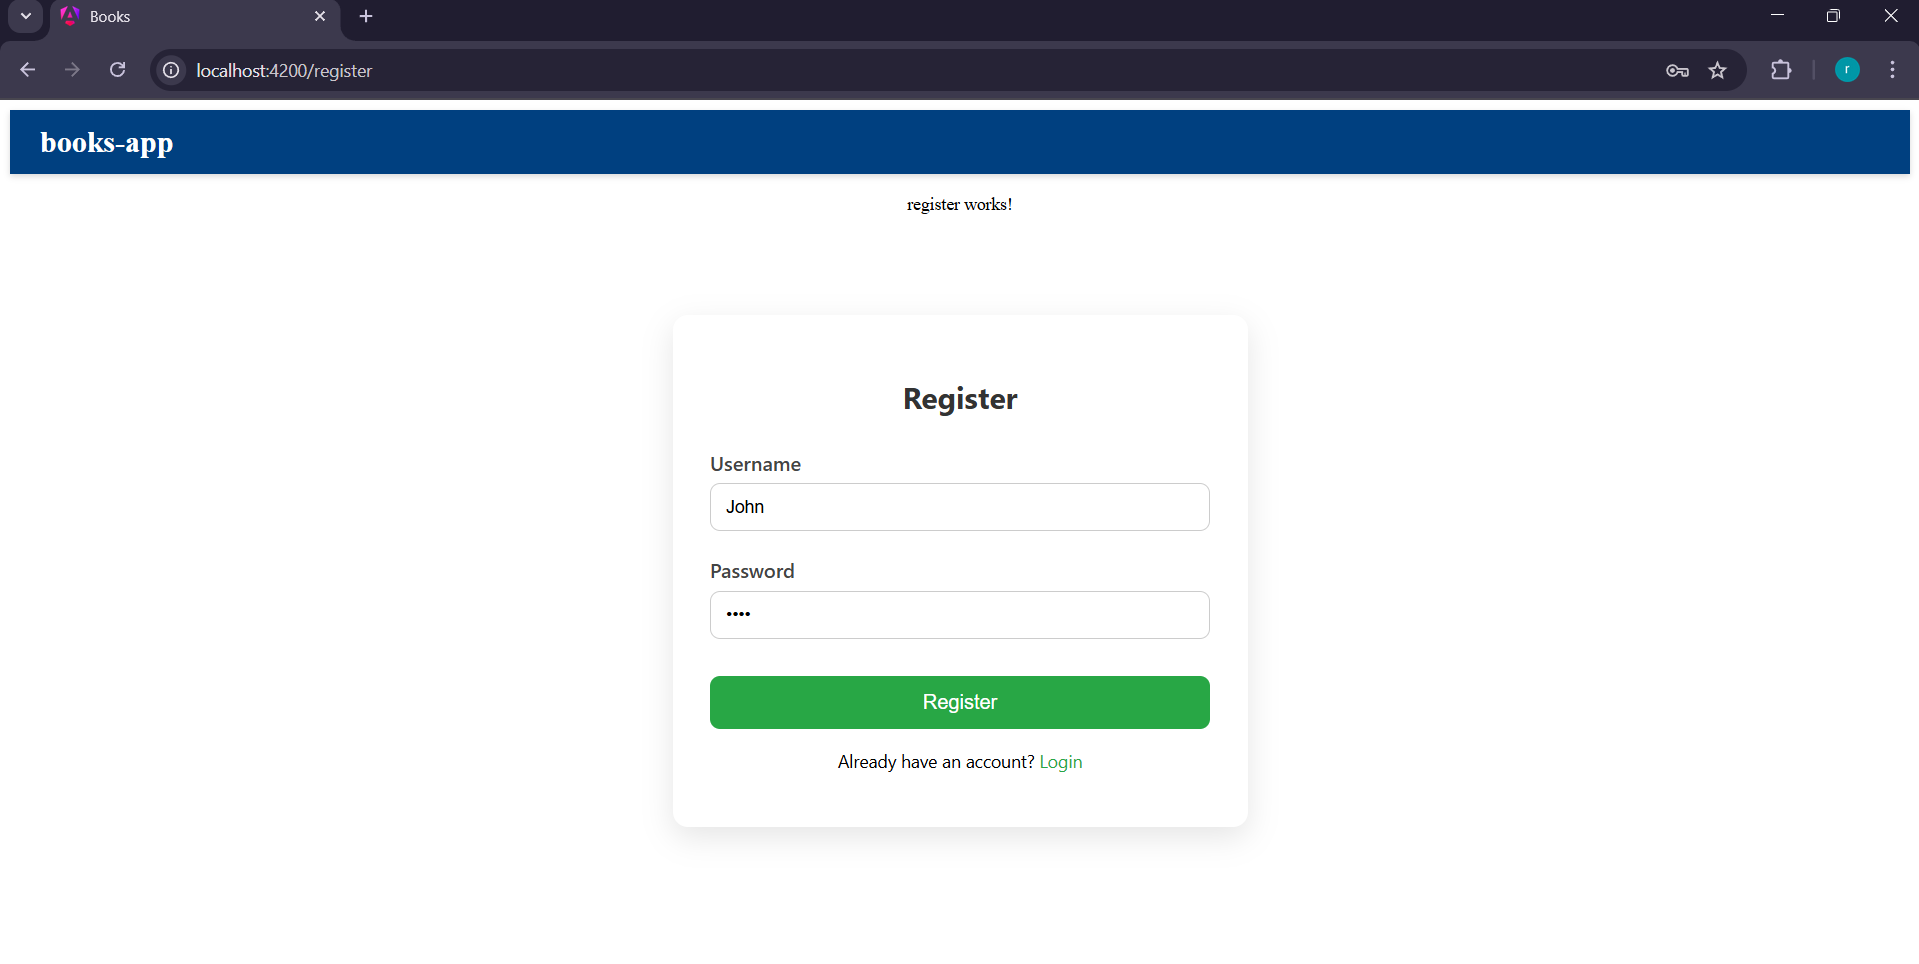 Books
localhost:4200/register
r
books-app
register works!
Register
Username
John
Password
••••
Register
Already have an account? Login